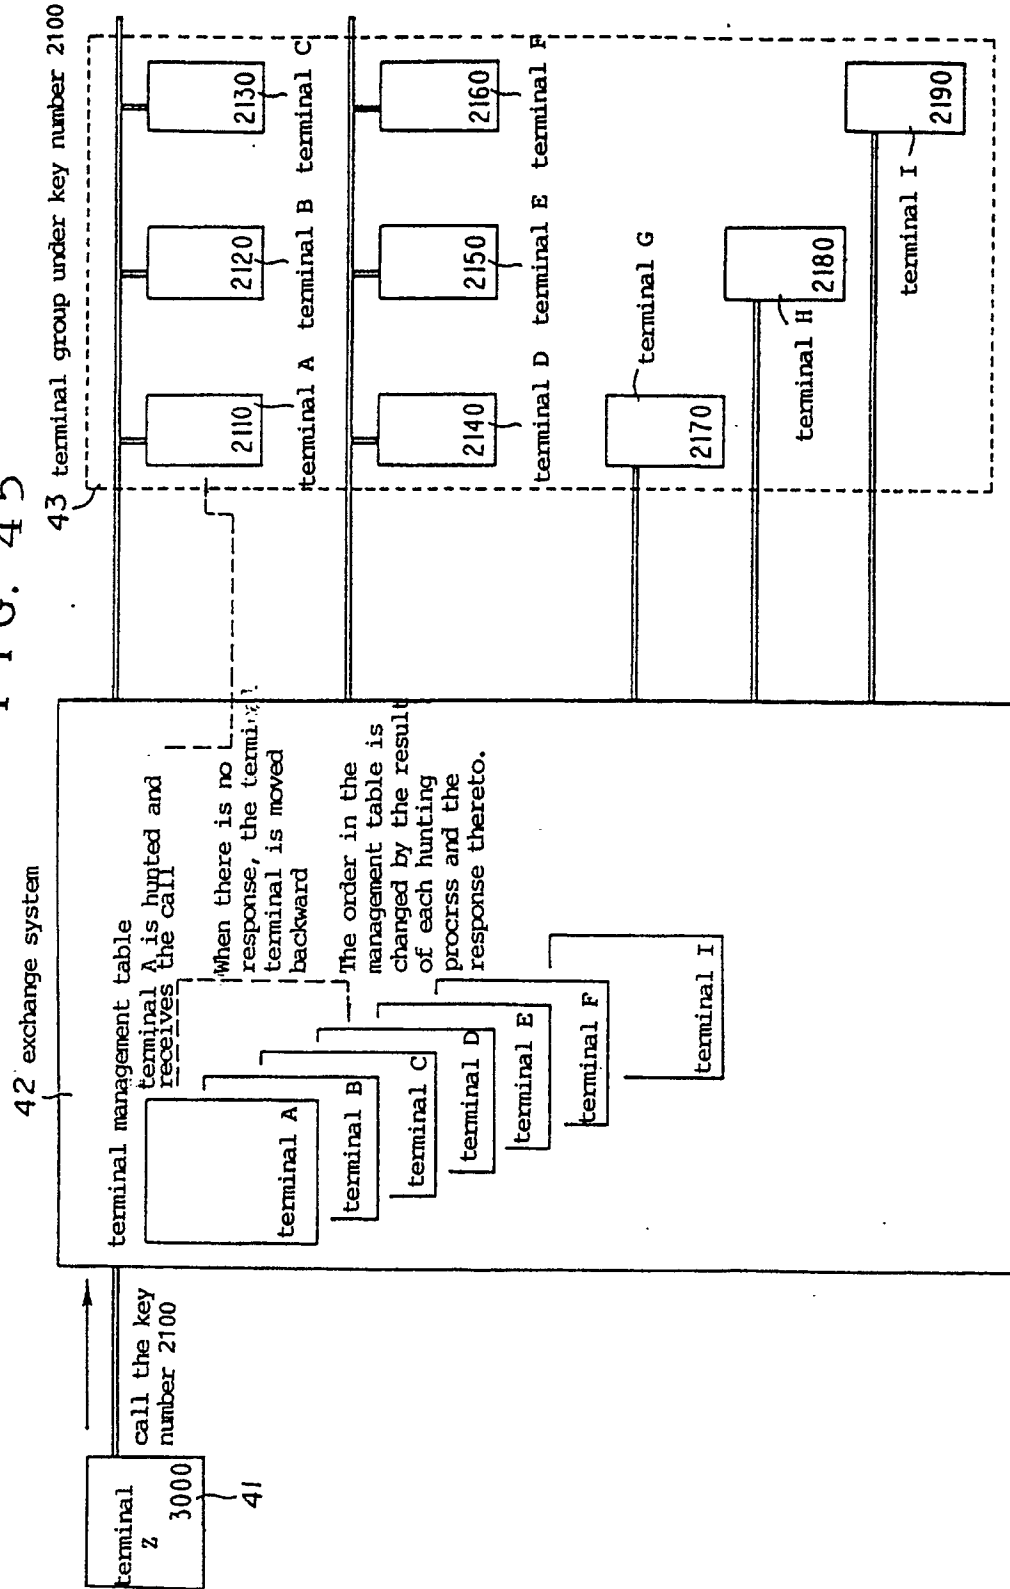 FIG. 45
42 exchange system
43 terminal group under key number 2100
terminal
Z
3000
41
call the key
number 2100
terminal management table
terminal A is hunted and
receives the call
When there is no
response, the
terminal is moved
backward
The order in the
management table is
changed by the result
of each hunting
procrss and the
response thereto.
terminal A
terminal B
terminal C
terminal D
terminal E
terminal F
terminal I
2110
terminal A
2120
terminal B
2130
terminal C
2140
terminal D
2150
terminal E
2160
terminal F
2170
terminal G
2180
terminal H
2190
terminal I